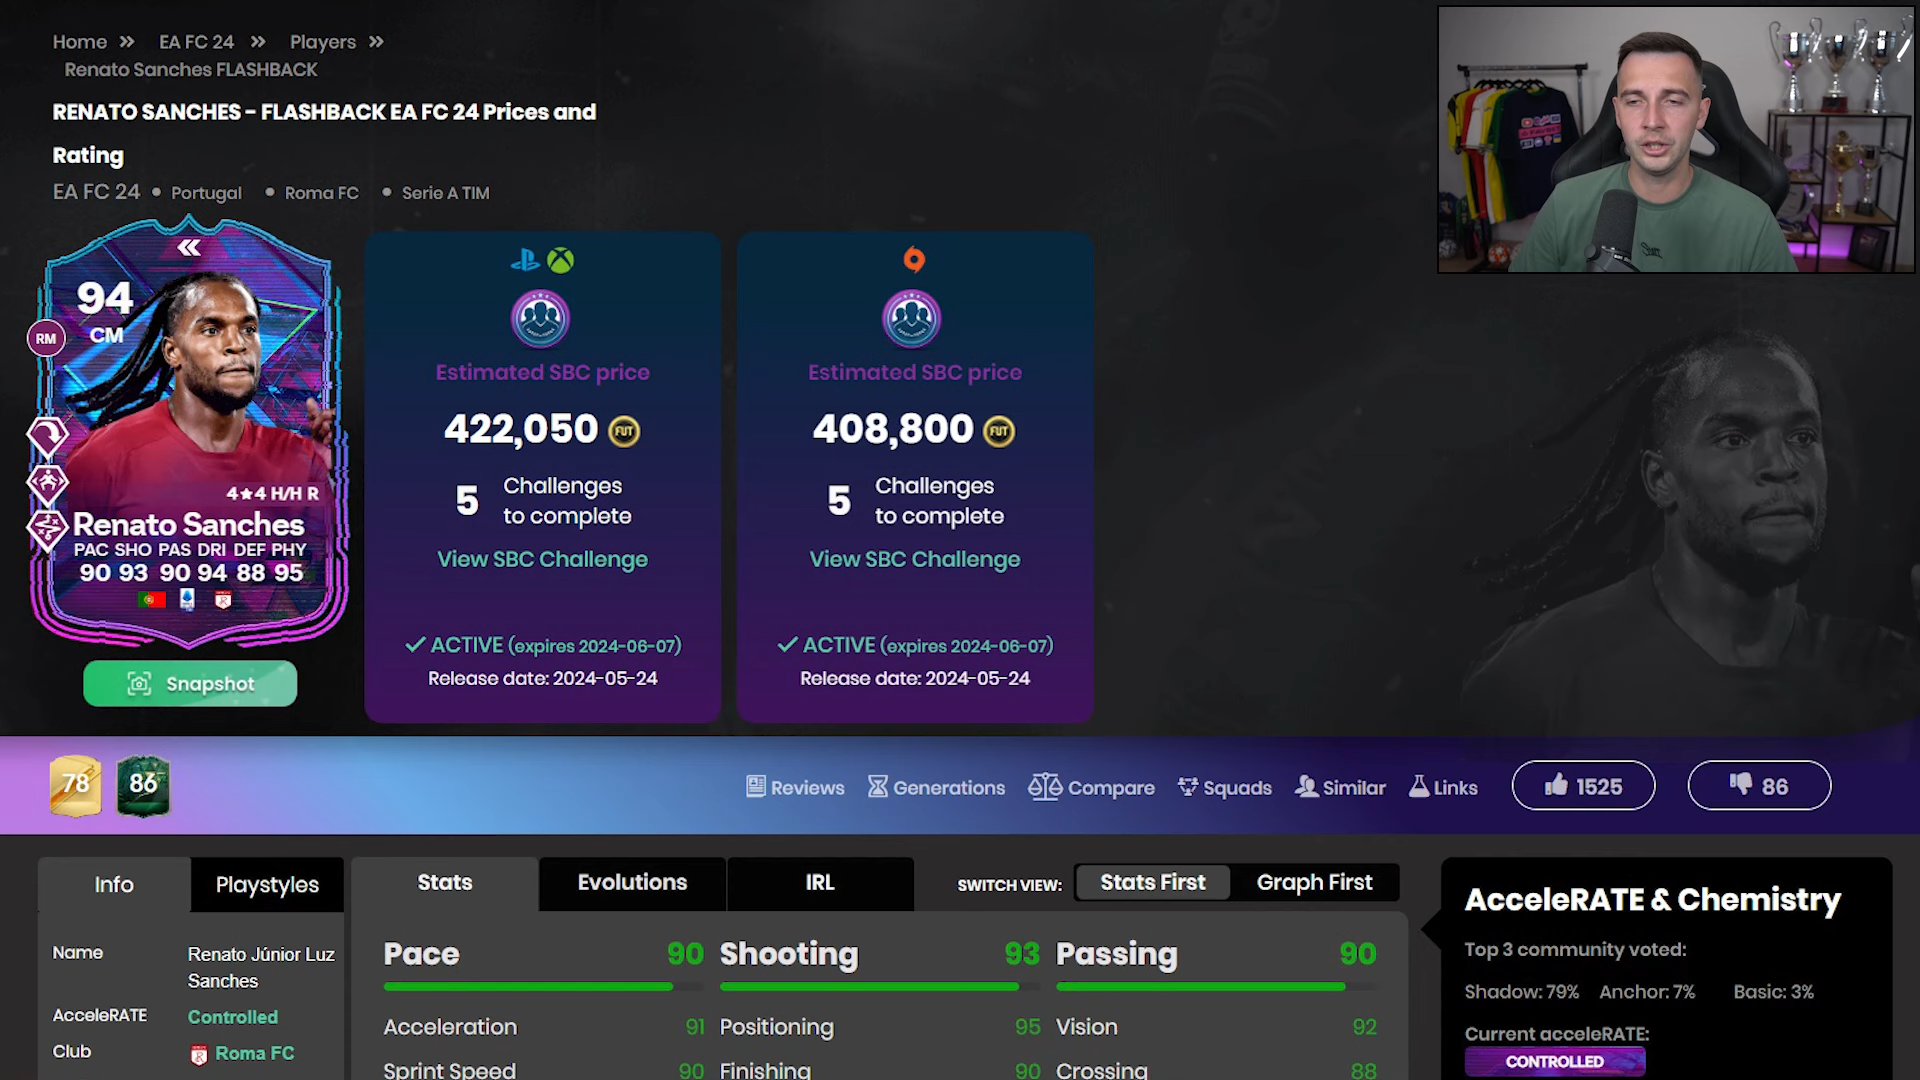 Home » EA FC 24 » Players »
Renato Sanches FLASHBACK
RENATO SANCHES - FLASHBACK EA FC 24 Prices and
Rating
EA FC 24 • Portugal • Roma FC • Serie A TIM
94
CM
RM
4★4 H/H R
Renato Sanches
PAC SHO PAS DRI DEF PHY
90 93 90 94 88 95
Snapshot
Estimated SBC price
422,050 FUT
5 Challenges
to complete
View SBC Challenge
ACTIVE (expires 2024-06-07)
Release date: 2024-05-24
Estimated SBC price
408,800 FUT
5 Challenges
to complete
View SBC Challenge
ACTIVE (expires 2024-06-07)
Release date: 2024-05-24
78 86
Reviews Generations Compare Squads Similar Links 1525 86
Info Playstyles
Name Renato Júnior Luz
Sanches
AcceleRATE Controlled
Club Roma FC
Stats Evolutions IRL SWITCH VIEW: Stats First Graph First
Pace 90 Shooting 93 Passing 90
Acceleration 91 Positioning 95 Vision 92
Sprint Speed 90 Finishing 90 Crossing 88
AcceleRATE & Chemistry
Top 3 community voted:
Shadow: 79% Anchor: 7% Basic: 3%
Current acceleRATE:
CONTROLLED